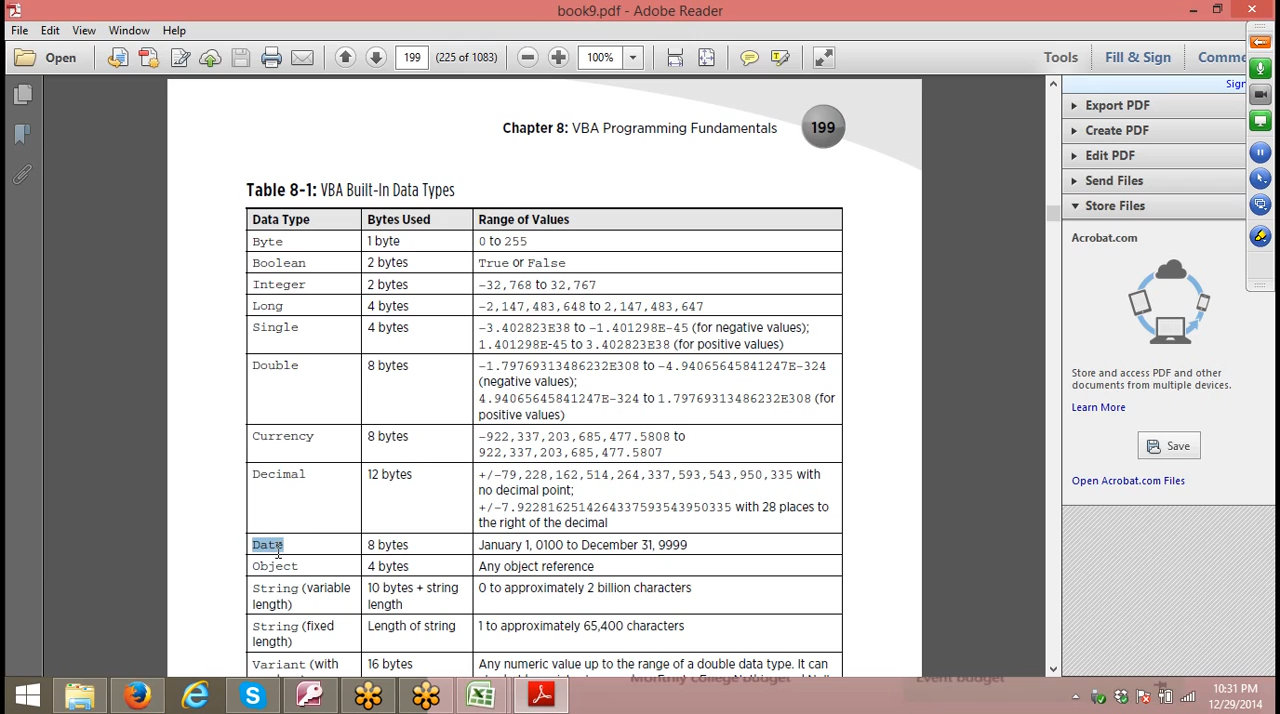 book9.pdf - Adobe Reader
File Edit View Window Help
Open 199 (225 of 1083) 100% Tools Fill & Sign Comme
Sign
Chapter 8: VBA Programming Fundamentals 199
Table 8-1: VBA Built-In Data Types
Data Type Bytes Used Range of Values
Byte 1 byte 0 to 255
Boolean 2 bytes True or False
Integer 2 bytes -32,768 to 32,767
Long 4 bytes -2,147,483,648 to 2,147,483,647
Single 4 bytes -3.402823E38 to -1.401298E-45 (for negative values);
1.401298E-45 to 3.402823E38 (for positive values)
Double 8 bytes -1.79769313486232E308 to -4.94065645841247E-324
(negative values);
4.94065645841247E-324 to 1.79769313486232E308 (for
positive values)
Currency 8 bytes -922,337,203,685,477.5808 to
922,337,203,685,477.5807
Decimal 12 bytes +/-79,228,162,514,264,337,593,543,950,335 with
no decimal point;
+/-7.9228162514264337593543950335 with 28 places to
the right of the decimal
Date 8 bytes January 1, 0100 to December 31, 9999
Object 4 bytes Any object reference
String (variable 10 bytes + string 0 to approximately 2 billion characters
length) length
String (fixed Length of string 1 to approximately 65,400 characters
length)
Variant (with 16 bytes Any numeric value up to the range of a double data type. It can
Export PDF
Create PDF
Edit PDF
Send Files
Store Files
Acrobat.com
Store and access PDF and other
documents from multiple devices.
Learn More
Save
Open Acrobat.com Files
Monthly College Budget Event budget
10:31 PM
12/29/2014